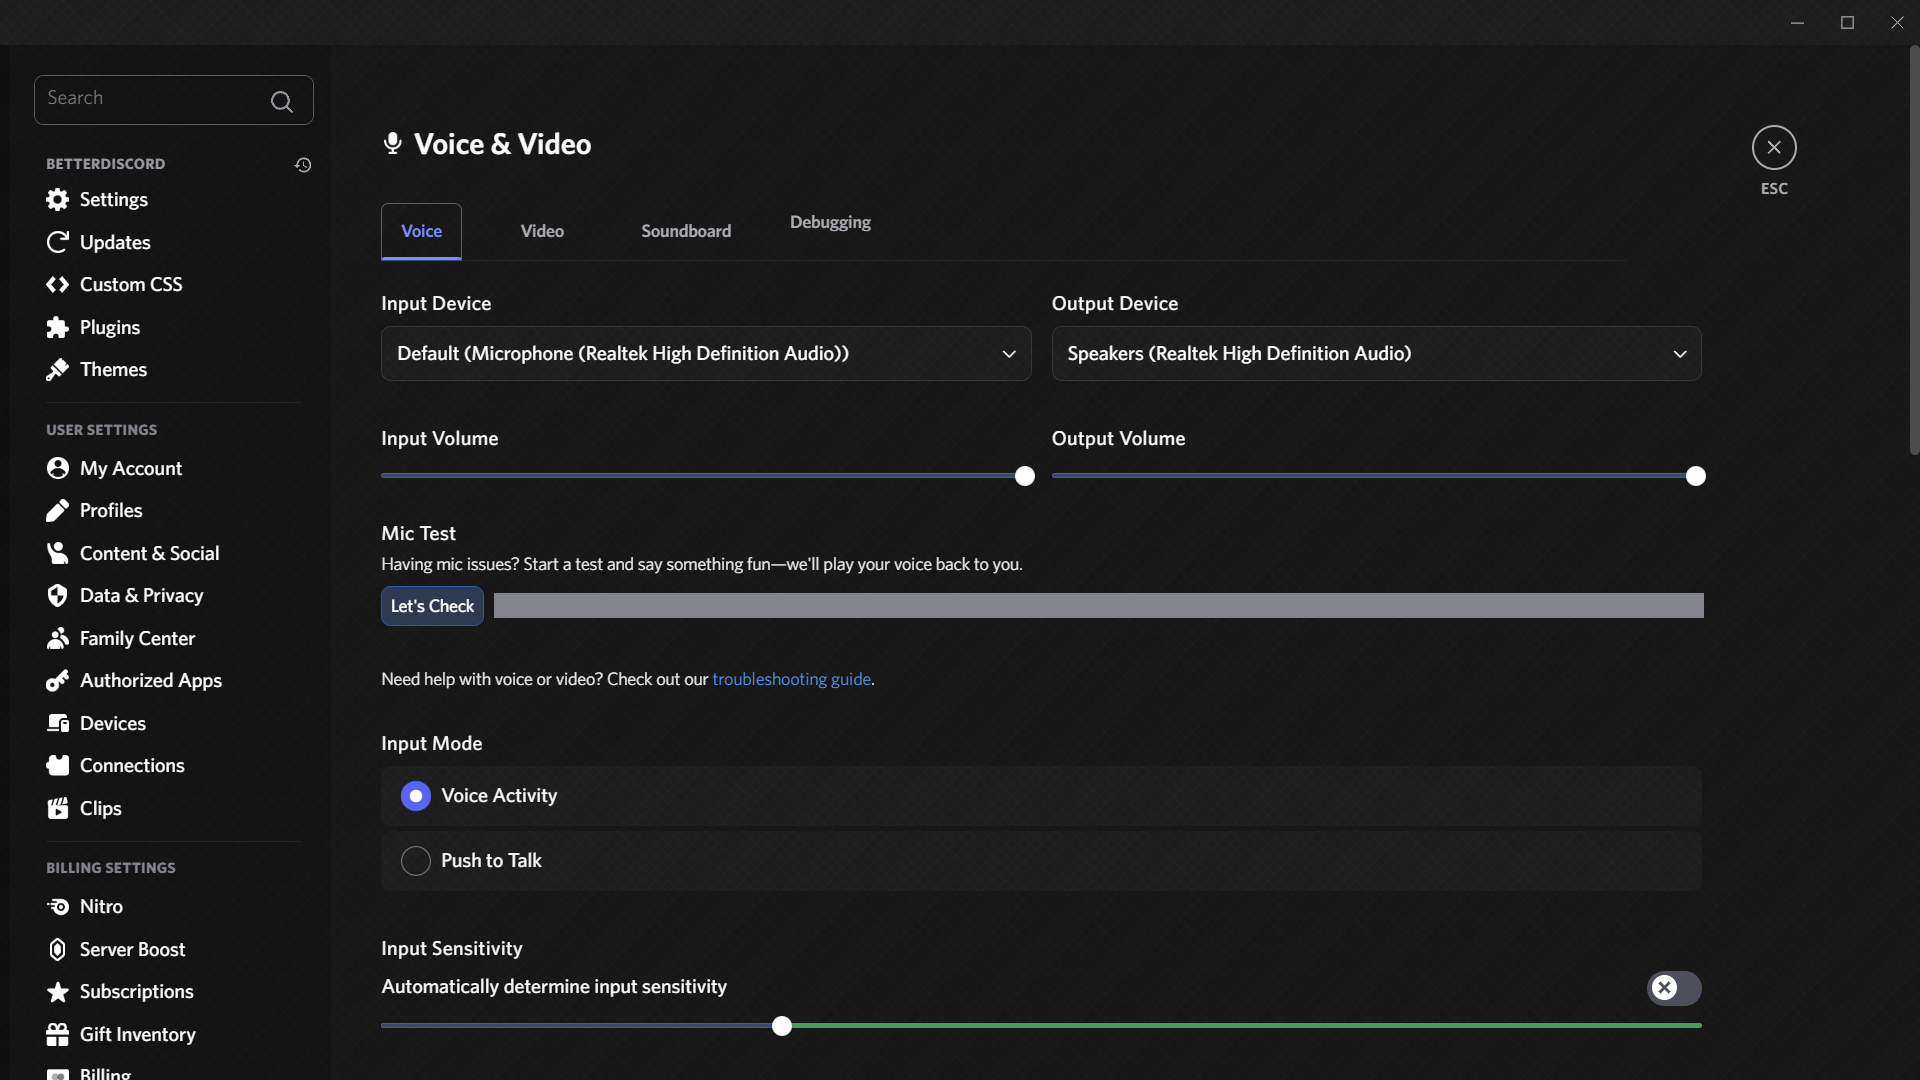 Search
BETTERDISCORD
Settings
Updates
Custom CSS
Plugins
Themes
USER SETTINGS
My Account
Profiles
Content & Social
Data & Privacy
Family Center
Authorized Apps
Devices
Connections
Clips
BILLING SETTINGS
Nitro
Server Boost
Subscriptions
Gift Inventory
Billing
Voice & Video
ESC
Voice
Video
Soundboard
Debugging
Input Device
Output Device
Default (Microphone (Realtek High Definition Audio))
Speakers (Realtek High Definition Audio)
Input Volume
Output Volume
Mic Test
Having mic issues? Start a test and say something fun—we'll play your voice back to you.
Let's Check
Need help with voice or video? Check out our troubleshooting guide.
Input Mode
Voice Activity
Push to Talk
Input Sensitivity
Automatically determine input sensitivity